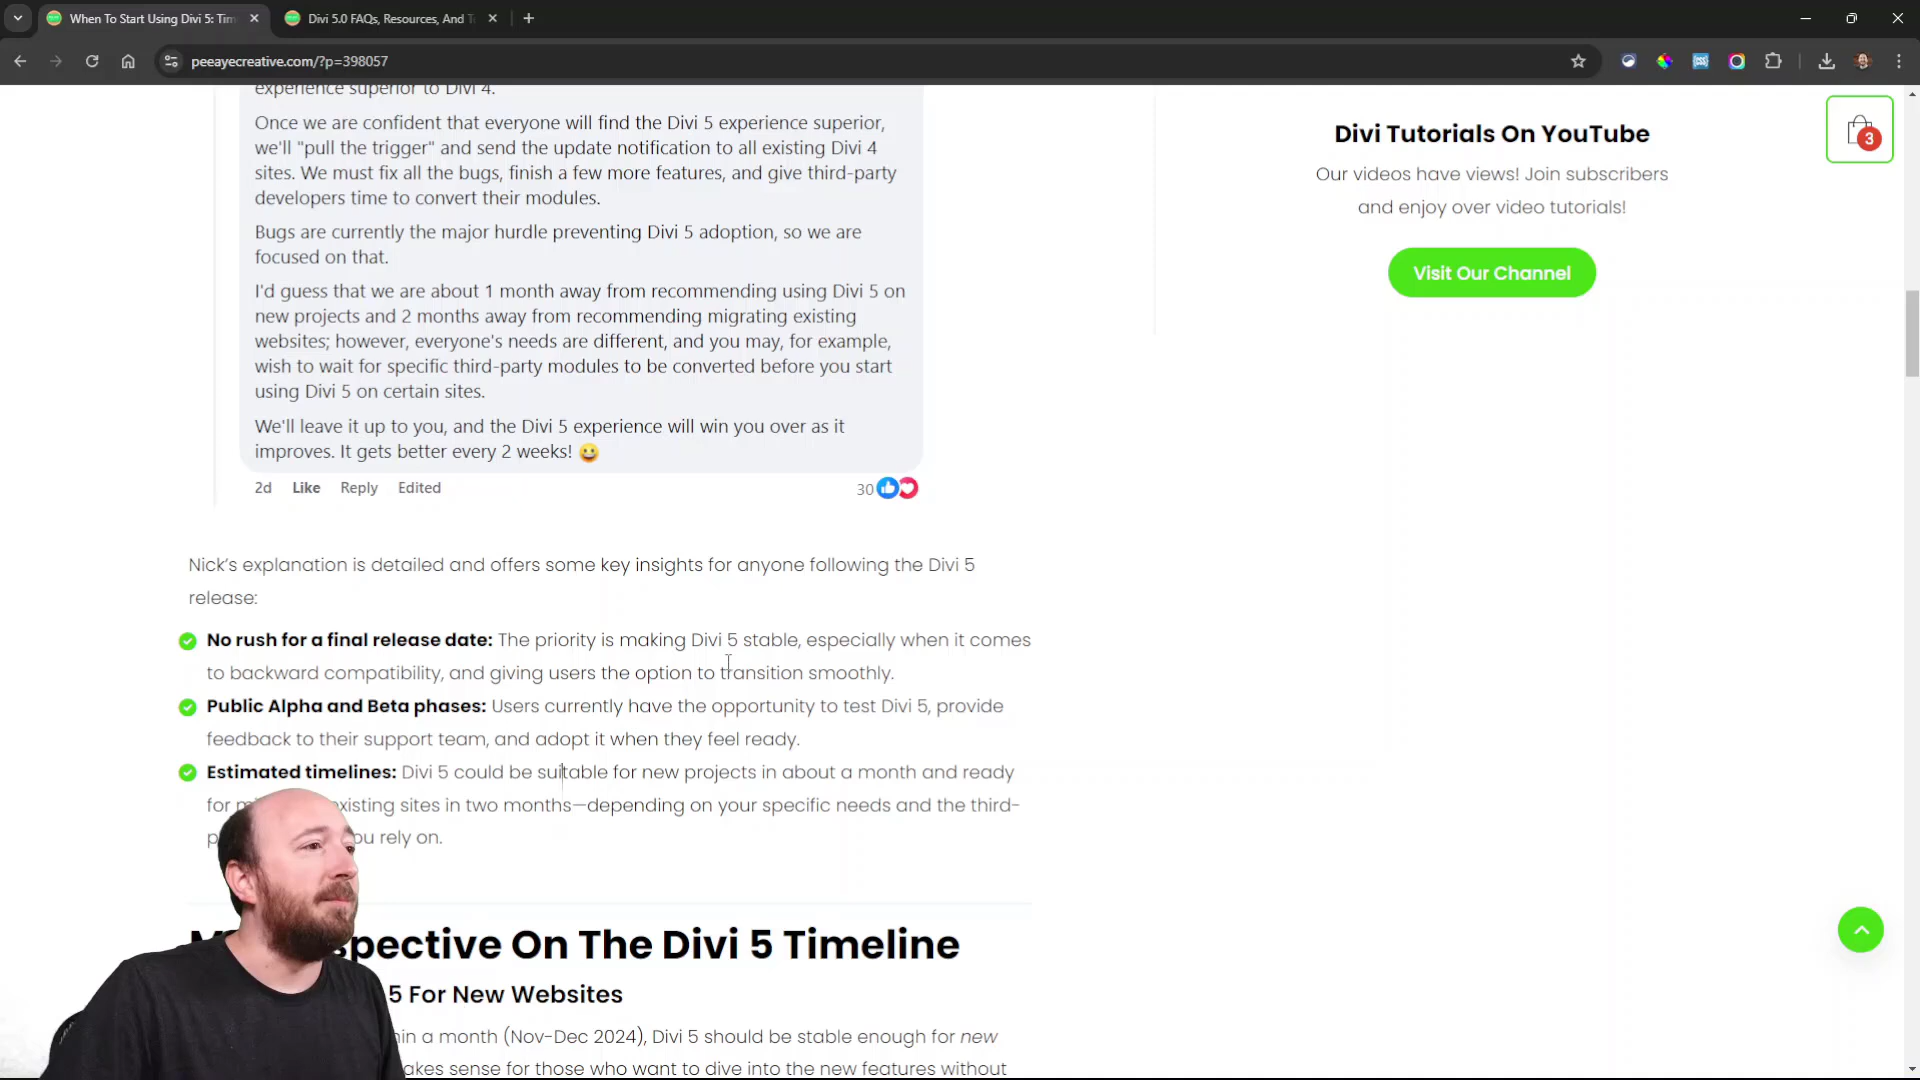 When To Start Using Divi 5: Tim
Divi 5.0 FAQs, Resources, And T
peeayecreative.com/?p=398057
experience superior to Divi 4.
Once we are confident that everyone will find the Divi 5 experience superior,
we'll "pull the trigger" and send the update notification to all existing Divi 4
sites. We must fix all the bugs, finish a few more features, and give third-party
developers time to convert their modules.
Bugs are currently the major hurdle preventing Divi 5 adoption, so we are
focused on that.
I'd guess that we are about 1 month away from recommending using Divi 5 on
new projects and 2 months away from recommending migrating existing
websites; however, everyone's needs are different, and you may, for example,
wish to wait for specific third-party modules to be converted before you start
using Divi 5 on certain sites.
We'll leave it up to you, and the Divi 5 experience will win you over as it
improves. It gets better every 2 weeks! 😀
2d Like Reply Edited 30
Nick's explanation is detailed and offers some key insights for anyone following the Divi 5
release:
No rush for a final release date: The priority is making Divi 5 stable, especially when it comes
to backward compatibility, and giving users the option to transition smoothly.
Public Alpha and Beta phases: Users currently have the opportunity to test Divi 5, provide
feedback to their support team, and adopt it when they feel ready.
Estimated timelines: Divi 5 could be suitable for new projects in about a month and ready
for existing sites in two months—depending on your specific needs and the third-
you rely on.
spective On The Divi 5 Timeline
5 For New Websites
in a month (Nov-Dec 2024), Divi 5 should be stable enough for new
akes sense for those who want to dive into the new features without
Divi Tutorials On YouTube
Our videos have views! Join subscribers
and enjoy over video tutorials!
Visit Our Channel
3